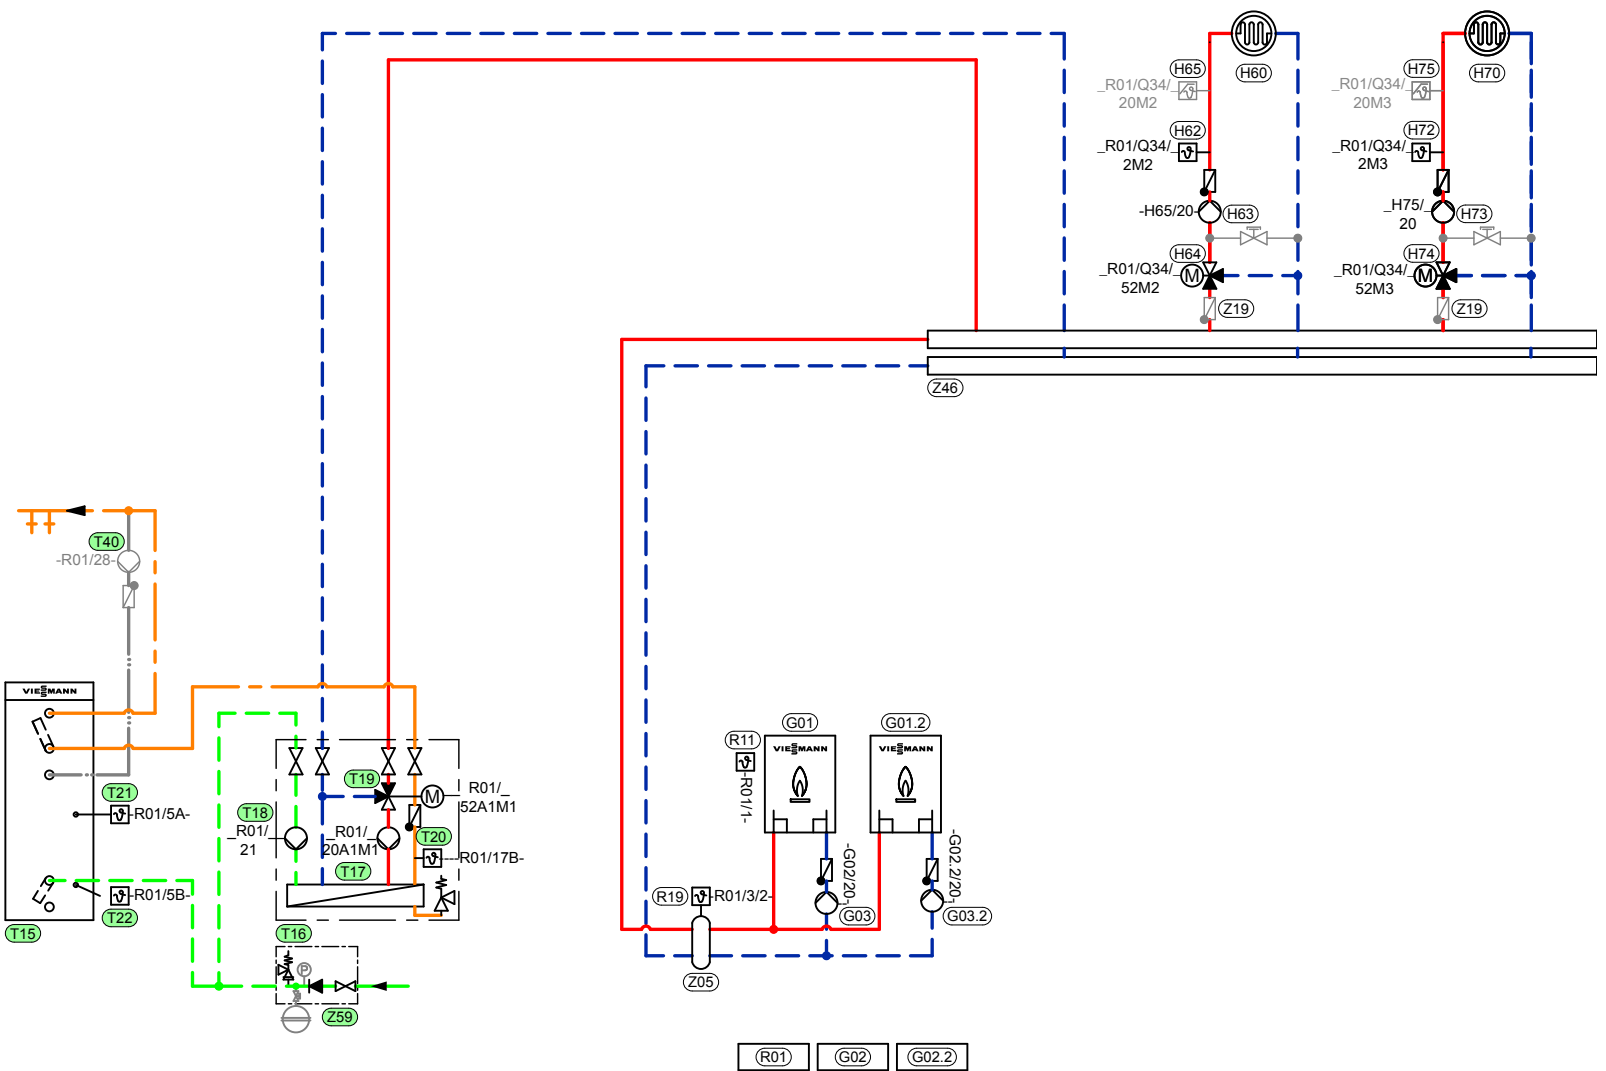 H60
H70
H65
_R01/Q34/_
20M2
H75
_R01/Q34/_
20M3
H62
_R01/Q34/_
2M2
H72
_R01/Q34/_
2M3
-H65/20-
H63
_H75/_
20
H73
H64
_R01/Q34/_
52M2
M
H74
_R01/Q34/_
52M3
M
Z19
Z19
Z46
T40
-R01/28-
VIESMANN
T21
-R01/5A-
-R01/5B-
T22
T15
T19
M
R01/_
52A1M1
T18
_R01/_
21
_R01/_
20A1M1
T20
-R01/17B-
T17
T16
P
Z59
G01
G01.2
R11
-R01/1-
VIESMANN
VIESMANN
-G02/20-
-G02.2/20-
R19
-R01/3/2-
G03
G03.2
Z05
R01
G02
G02.2